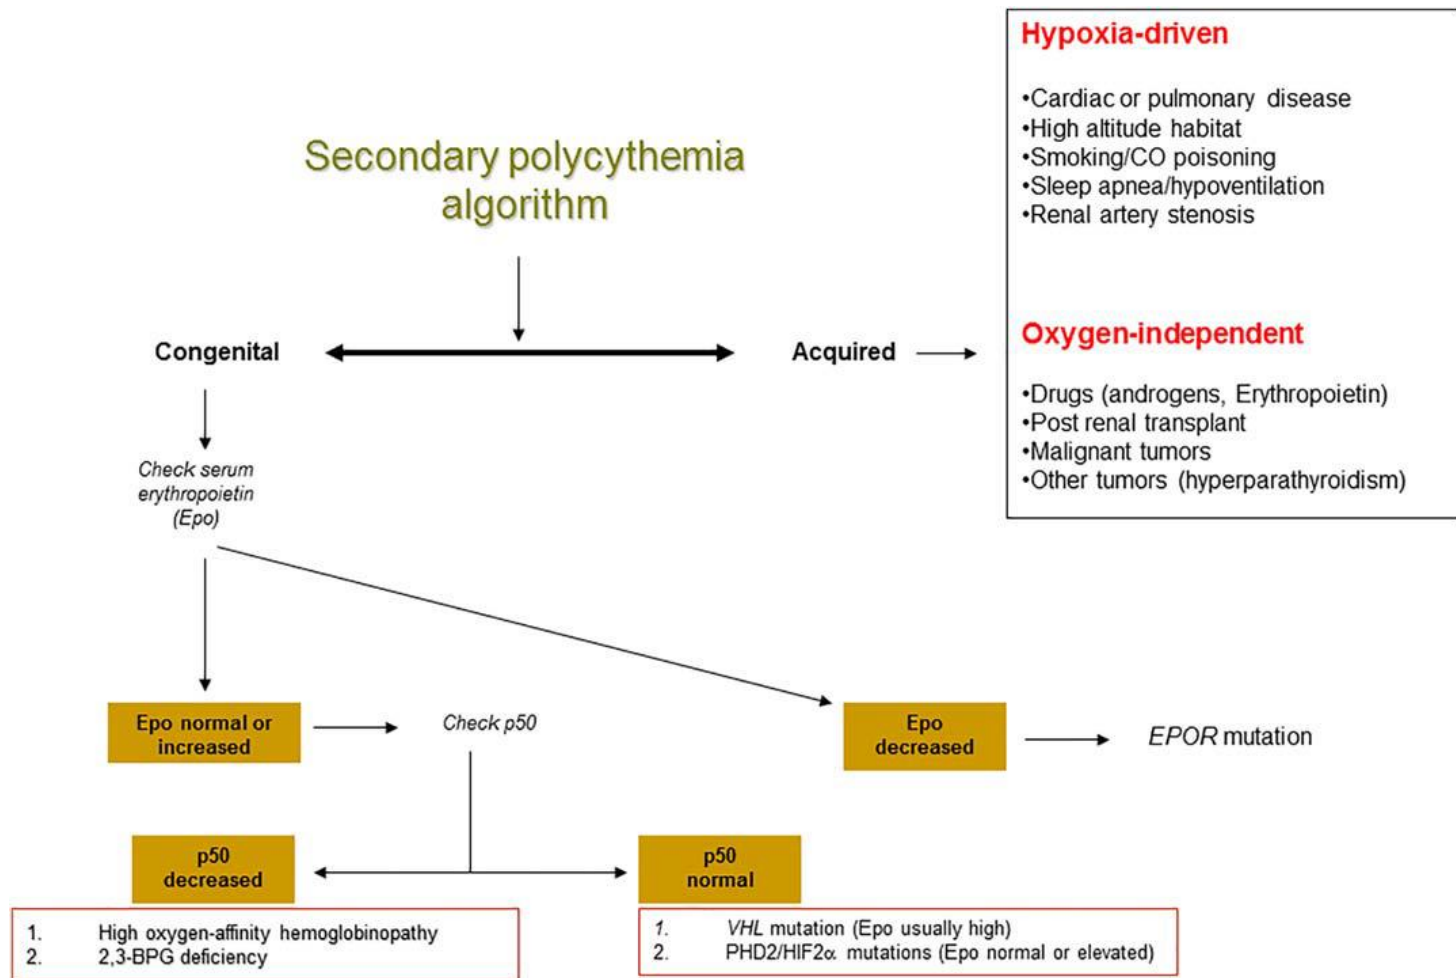 Secondary polycythemia
algorithm
Congenital
Acquired
Hypoxia-driven
•Cardiac or pulmonary disease
•High altitude habitat
•Smoking/CO poisoning
•Sleep apnea/hypoventilation
•Renal artery stenosis
Oxygen-independent
•Drugs (androgens, Erythropoietin)
•Post renal transplant
•Malignant tumors
•Other tumors (hyperparathyroidism)
Check serum
erythropoietin
(Epo)
Epo normal or
increased
Check p50
Epo
decreased
EPOR mutation
p50
decreased
p50
normal
1. High oxygen-affinity hemoglobinopathy
2. 2,3-BPG deficiency
1. VHL mutation (Epo usually high)
2. PHD2/HIF2α mutations (Epo normal or elevated)